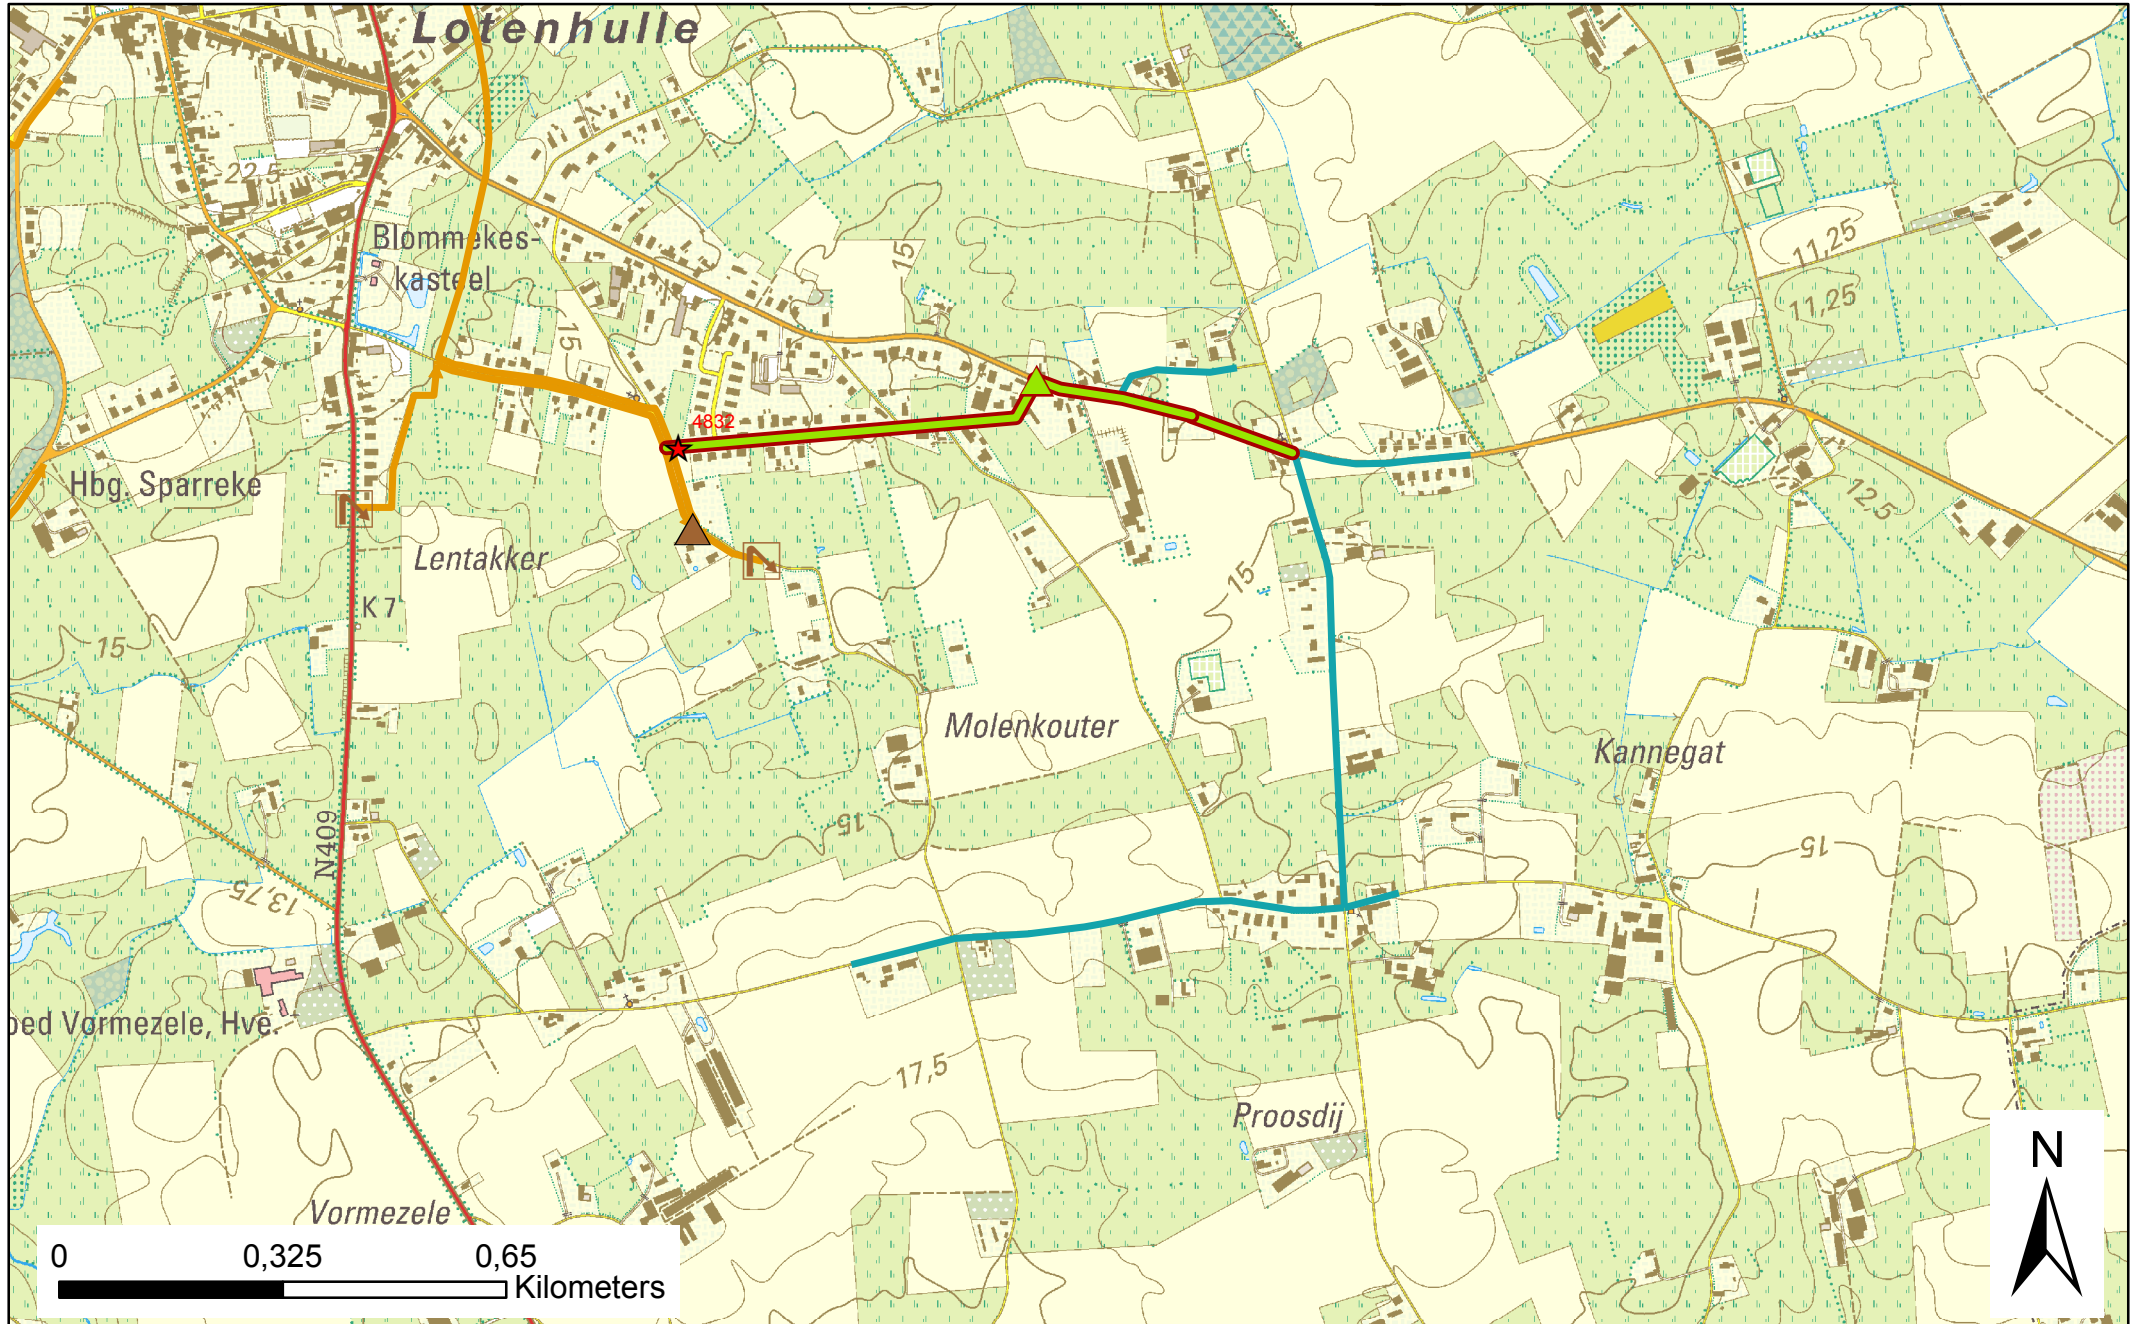 Lotenhulle
22,5
Blommekes-
kasteel
15
11,25
11,25
15
4832
Hbg. Sparreke
12,5
Lentakker
15
K 7
15
Molenkouter
Kannegat
15
15
N409
13,75
oed Vormezele, Hve.
17,5
Proosdij
Vormezele
N
0 0,325 0,65
Kilometers